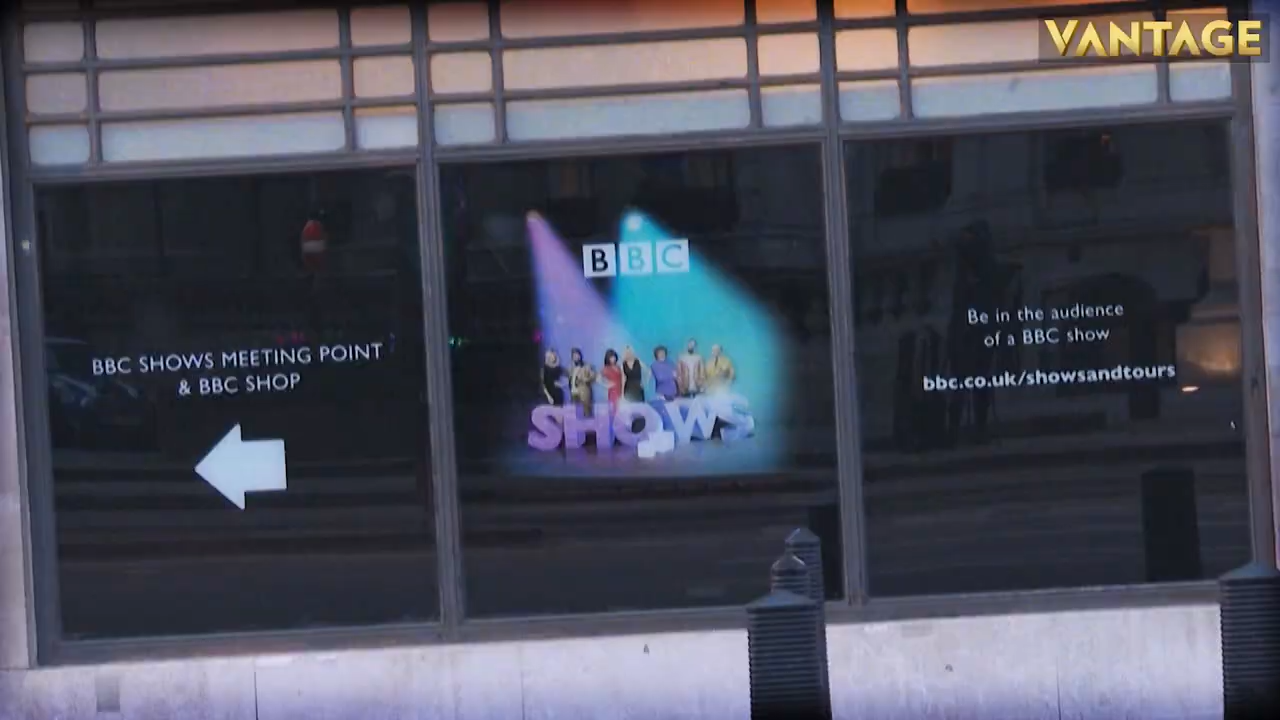 VANTAGE
BBC SHOWS MEETING POINT
& BBC SHOP
BBC
SHOWS
Be in the audience
of a BBC show
bbc.co.uk/showsandtours